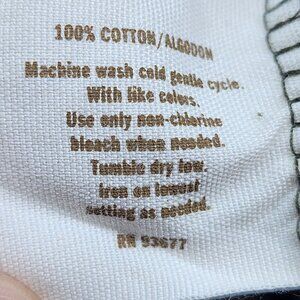 100% COTTON/ALGODON
Machine wash cold gentle cycle.
With like colors.
Use only non-chlorine
bleach when needed.
Tumble dry low.
iron on lowest
setting as needed.
RN 93677